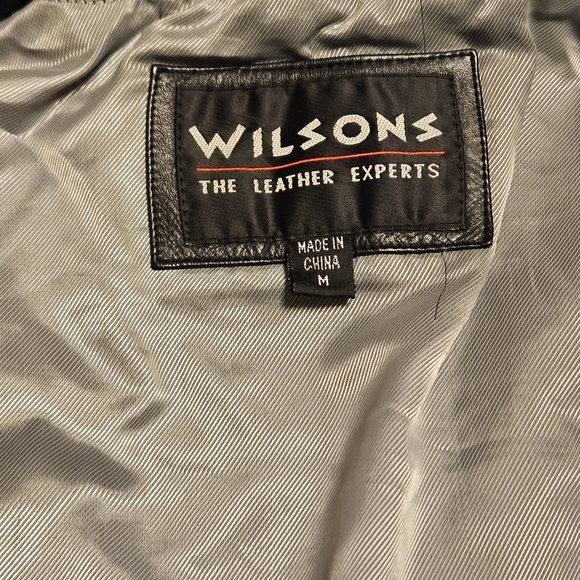 WILSONS
THE LEATHER EXPERTS
MADE IN
CHINA
M